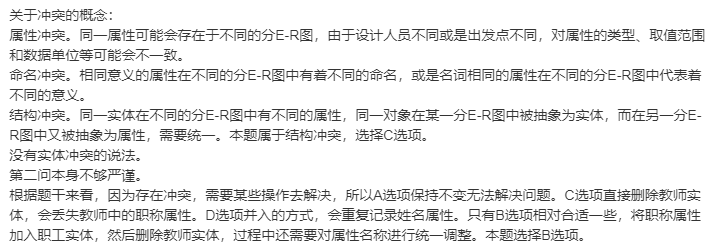 关于冲突的概念：
属性冲突。同一属性可能会存在于不同的分E-R图，由于设计人员不同或是出发点不同，对属性的类型、取值范围
和数据单位等可能会不一致。
命名冲突。相同意义的属性在不同的分E-R图中有着不同的命名，或是名词相同的属性在不同的分E-R图中代表着
不同的意义。
结构冲突。同一实体在不同的分E-R图中有不同的属性，同一对象在某一分E-R图中被抽象为实体，而在另一分E-
R图中又被抽象为属性，需要统一。本题属于结构冲突，选择C选项。
没有实体冲突的说法。
第二问本身不够严谨。
根据题干来看，因为存在冲突，需要某些操作去解决，所以A选项保持不变无法解决问题。C选项直接删除教师实
体，会丢失教师中的职称属性。D选项并入的方式，会重复记录姓名属性。只有B选项相对合适一些，将职称属性
加入职工实体，然后删除教师实体，过程中还需要对属性名称进行统一调整。本题选择B选项。